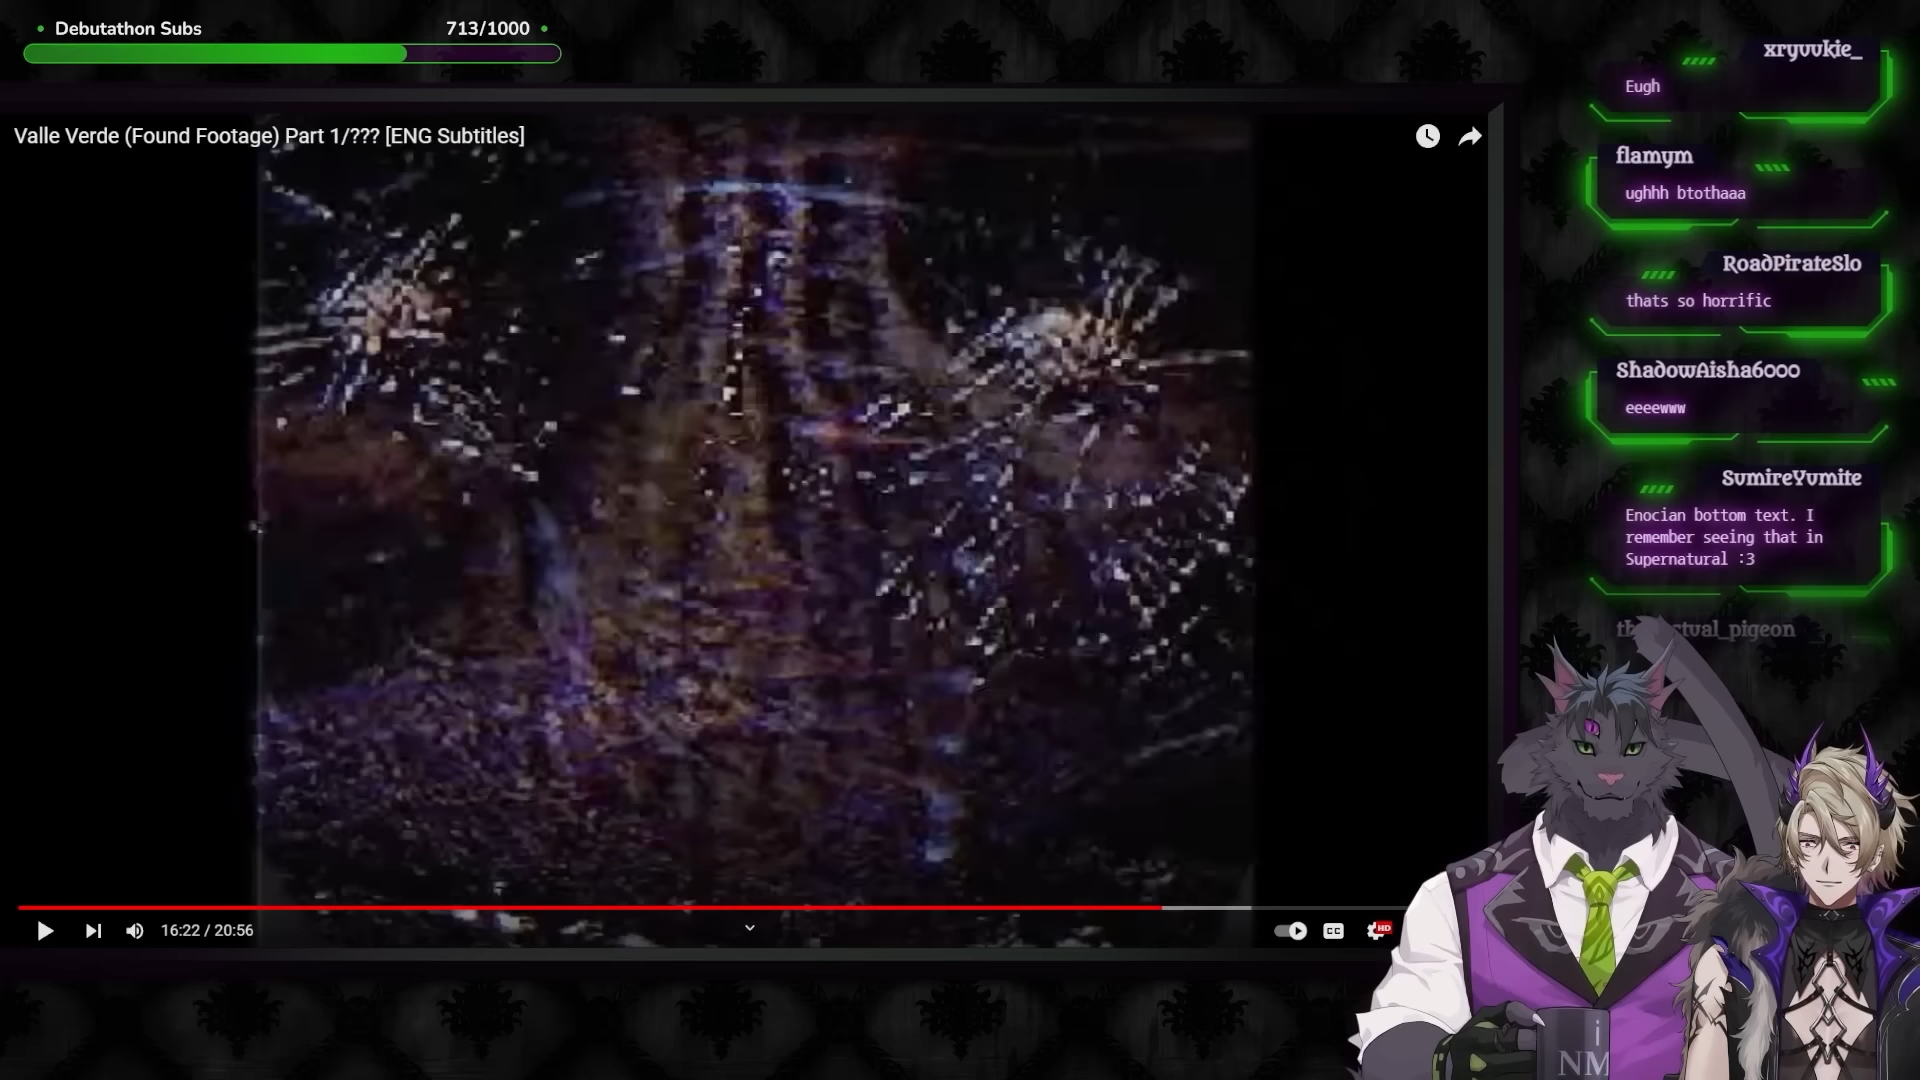 Debutathon Subs
713/1000
Valle Verde (Found Footage) Part 1/??? [ENG Subtitles]
16:22 / 20:56
CC
HD
xryuukie_
Eugh
flamym
ughhh btothaaa
RoadPirateSlo
thats so horrific
ShadowAisha6000
eeeewww
SumireYumite
Enocian bottom text. I
remember seeing that in
Supernatural :3
i
NM